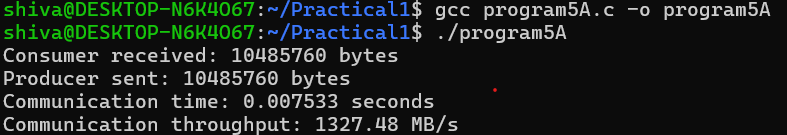 shiva@DESKTOP-N6K4O67:~/Practical1$ gcc program5A.c -o program5A
shiva@DESKTOP-N6K4O67:~/Practical1$ ./program5A
Consumer received: 10485760 bytes
Producer sent: 10485760 bytes
Communication time: 0.007533 seconds
Communication throughput: 1327.48 MB/s